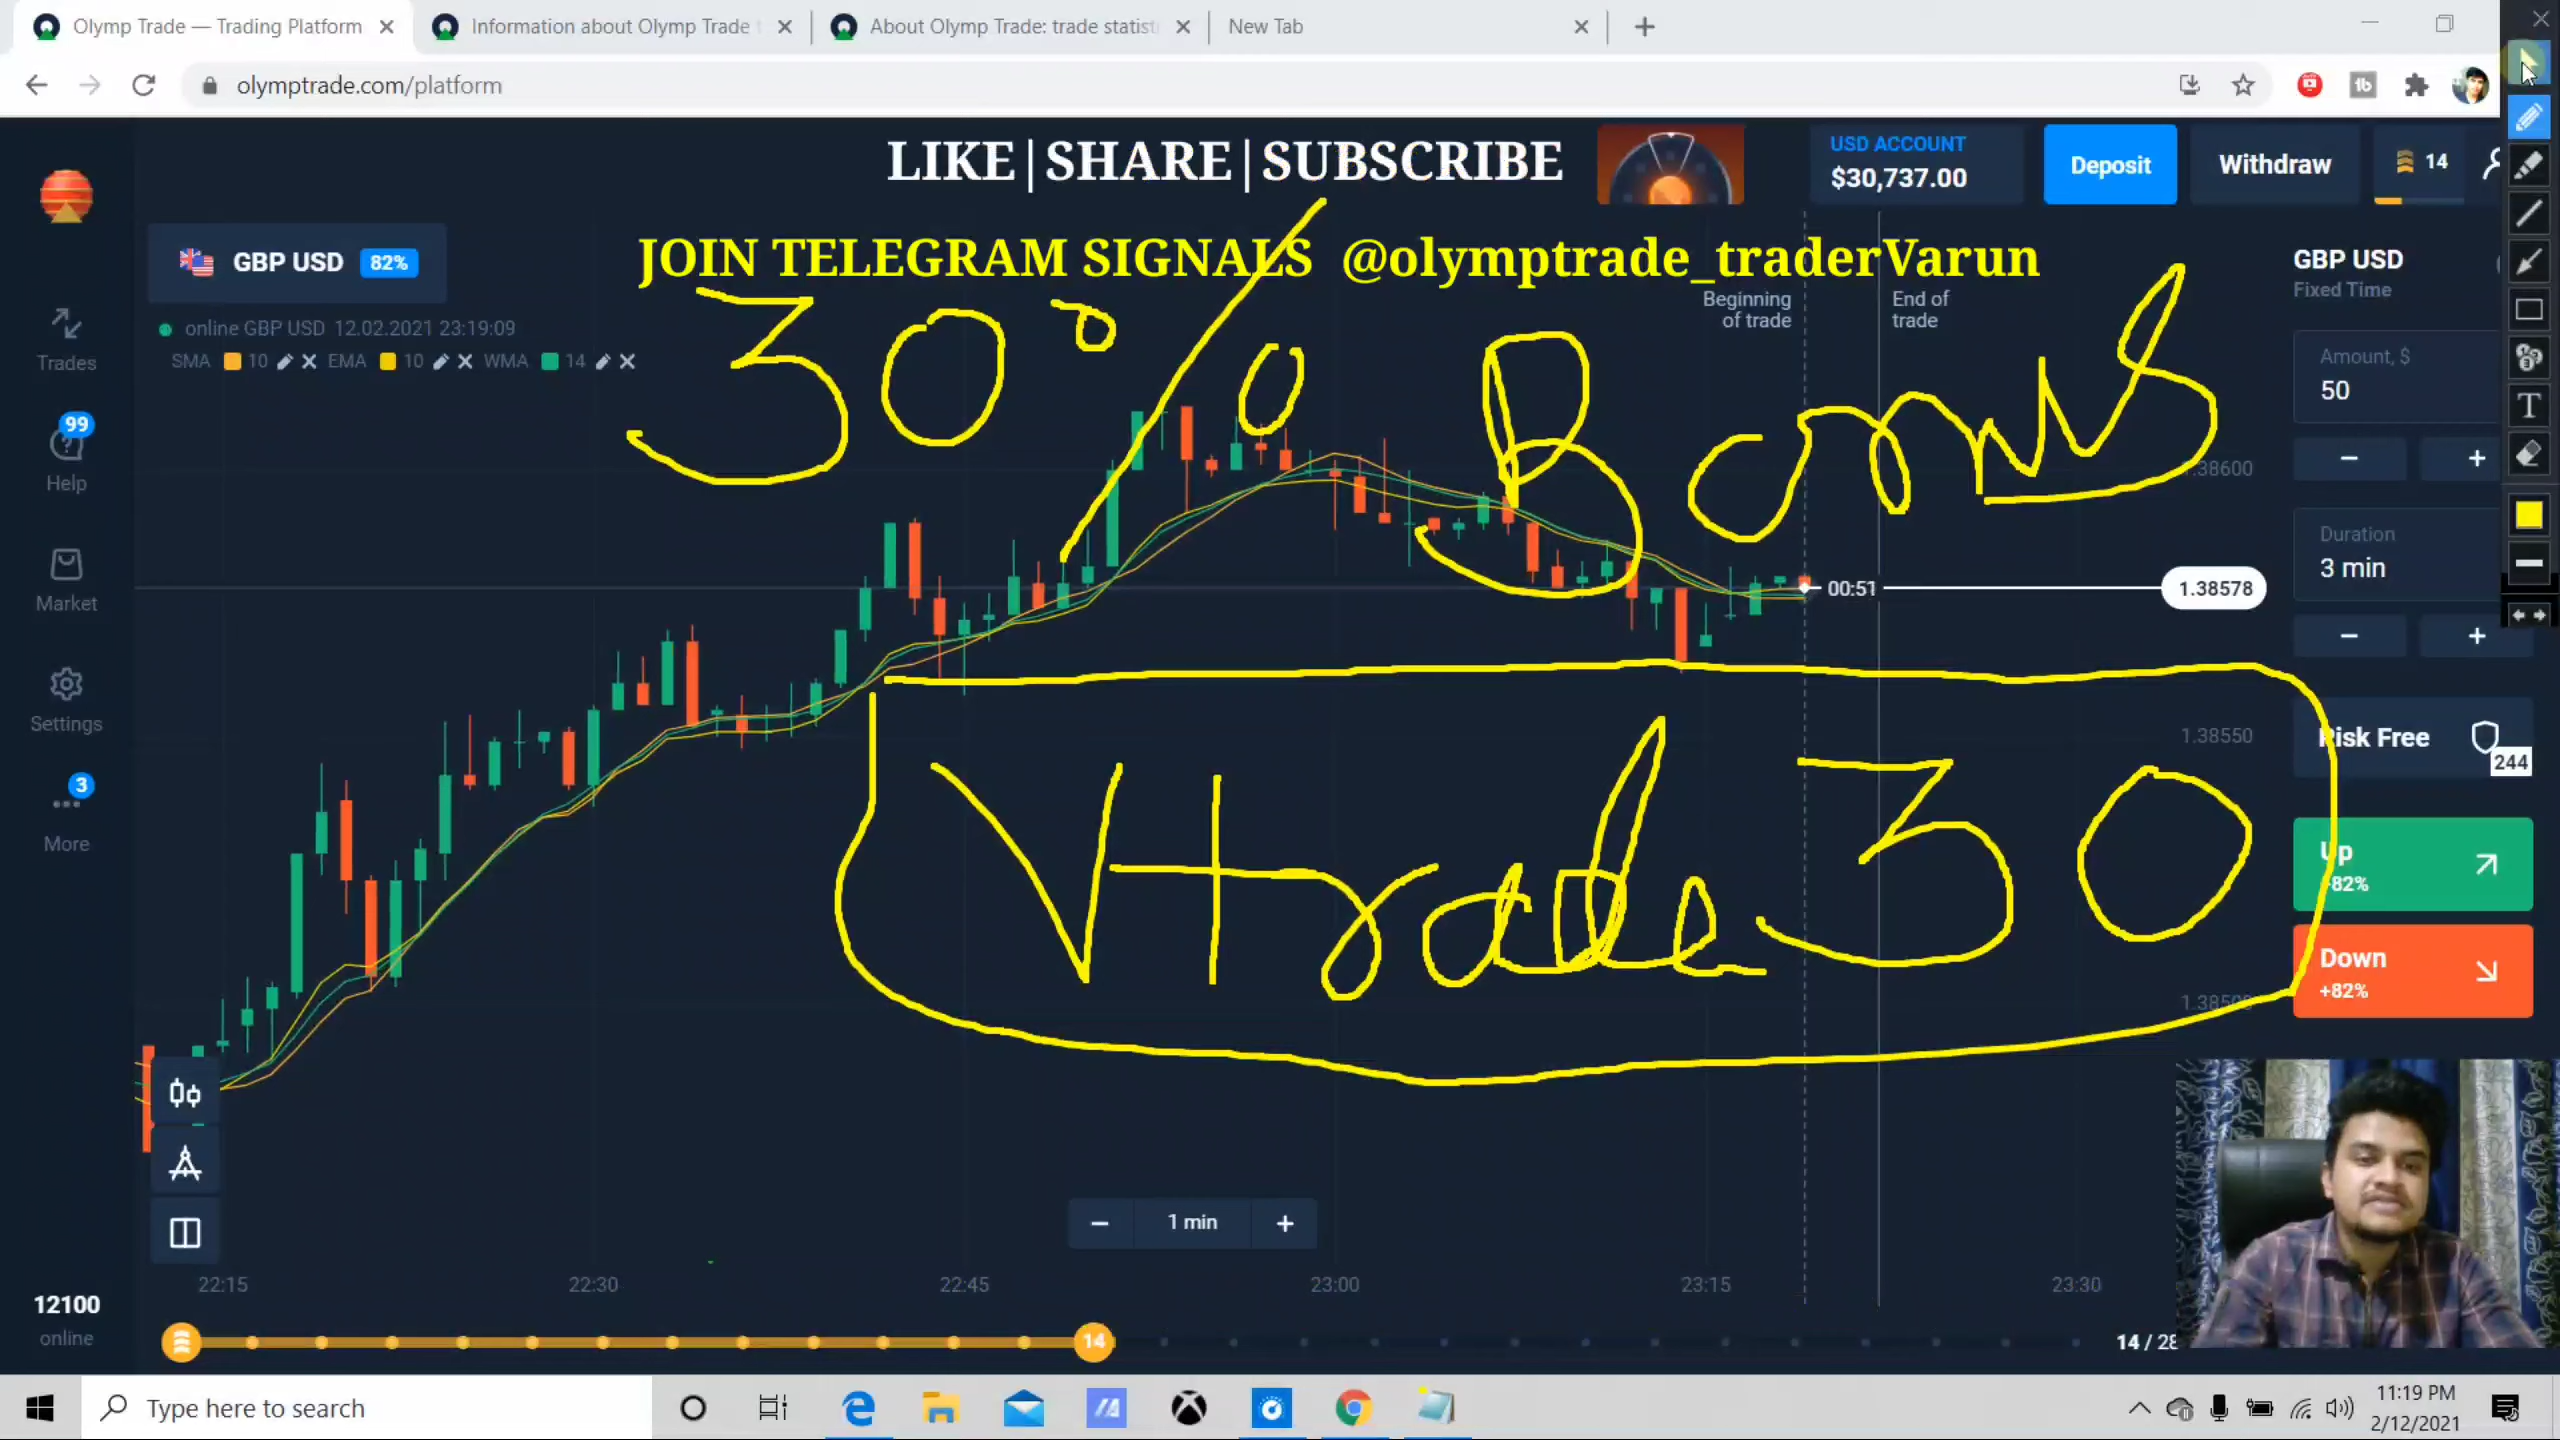 Olymp Trade — Trading Platform
Information about Olymp Trade
About Olymp Trade: trade statist
New Tab
olymptrade.com/platform
LIKE|SHARE|SUBSCRIBE
USD ACCOUNT
$30,737.00
Deposit
Withdraw
14
JOIN TELEGRAM SIGNALS @olymptrade_traderVarun
GBP USD 82%
online GBP USD 12.02.2021 23:19:09
SMA 10 EMA 10 WMA 14
30% Bonus
Beginning
of trade
End of
trade
Trades
99
Help
Market
Settings
3
More
12100
online
GBP USD
Fixed Time
Amount, $
50
− +
Duration
3 min
− +
1.38600
00:51
1.38578
1.38550
Vtrade30
Risk Free
244
Up
+82%
Down
+82%
T
− 1 min +
22:15 22:30 22:45 23:00 23:15 23:30
14
14 / 28
Type here to search
11:19 PM
2/12/2021